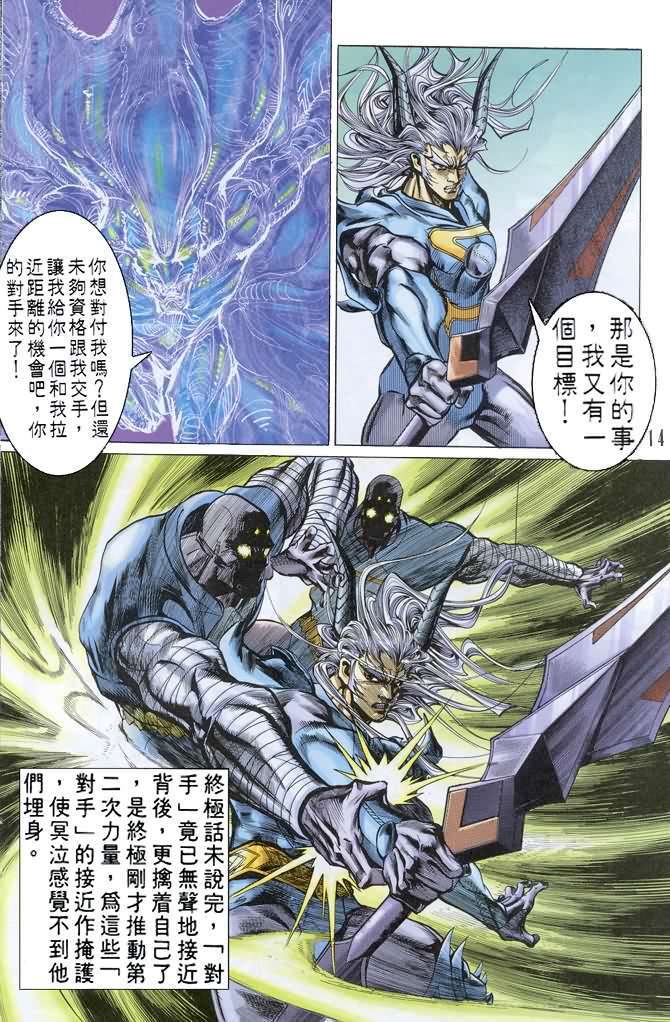 那是你的事
，我又有一
個目標！
你想對付我嗎？但還
未夠資格跟我交手，
讓我給你一個和我拉
近距離的機會吧，你
的對手來了！
14
終極話未說完，「對
手」竟已無聲地接近
背後，更擒着自己了
，是終極剛才推動第
二次力量，爲這些「
對手」的接近作掩護
，使冥泣感覺不到他
們埋身。